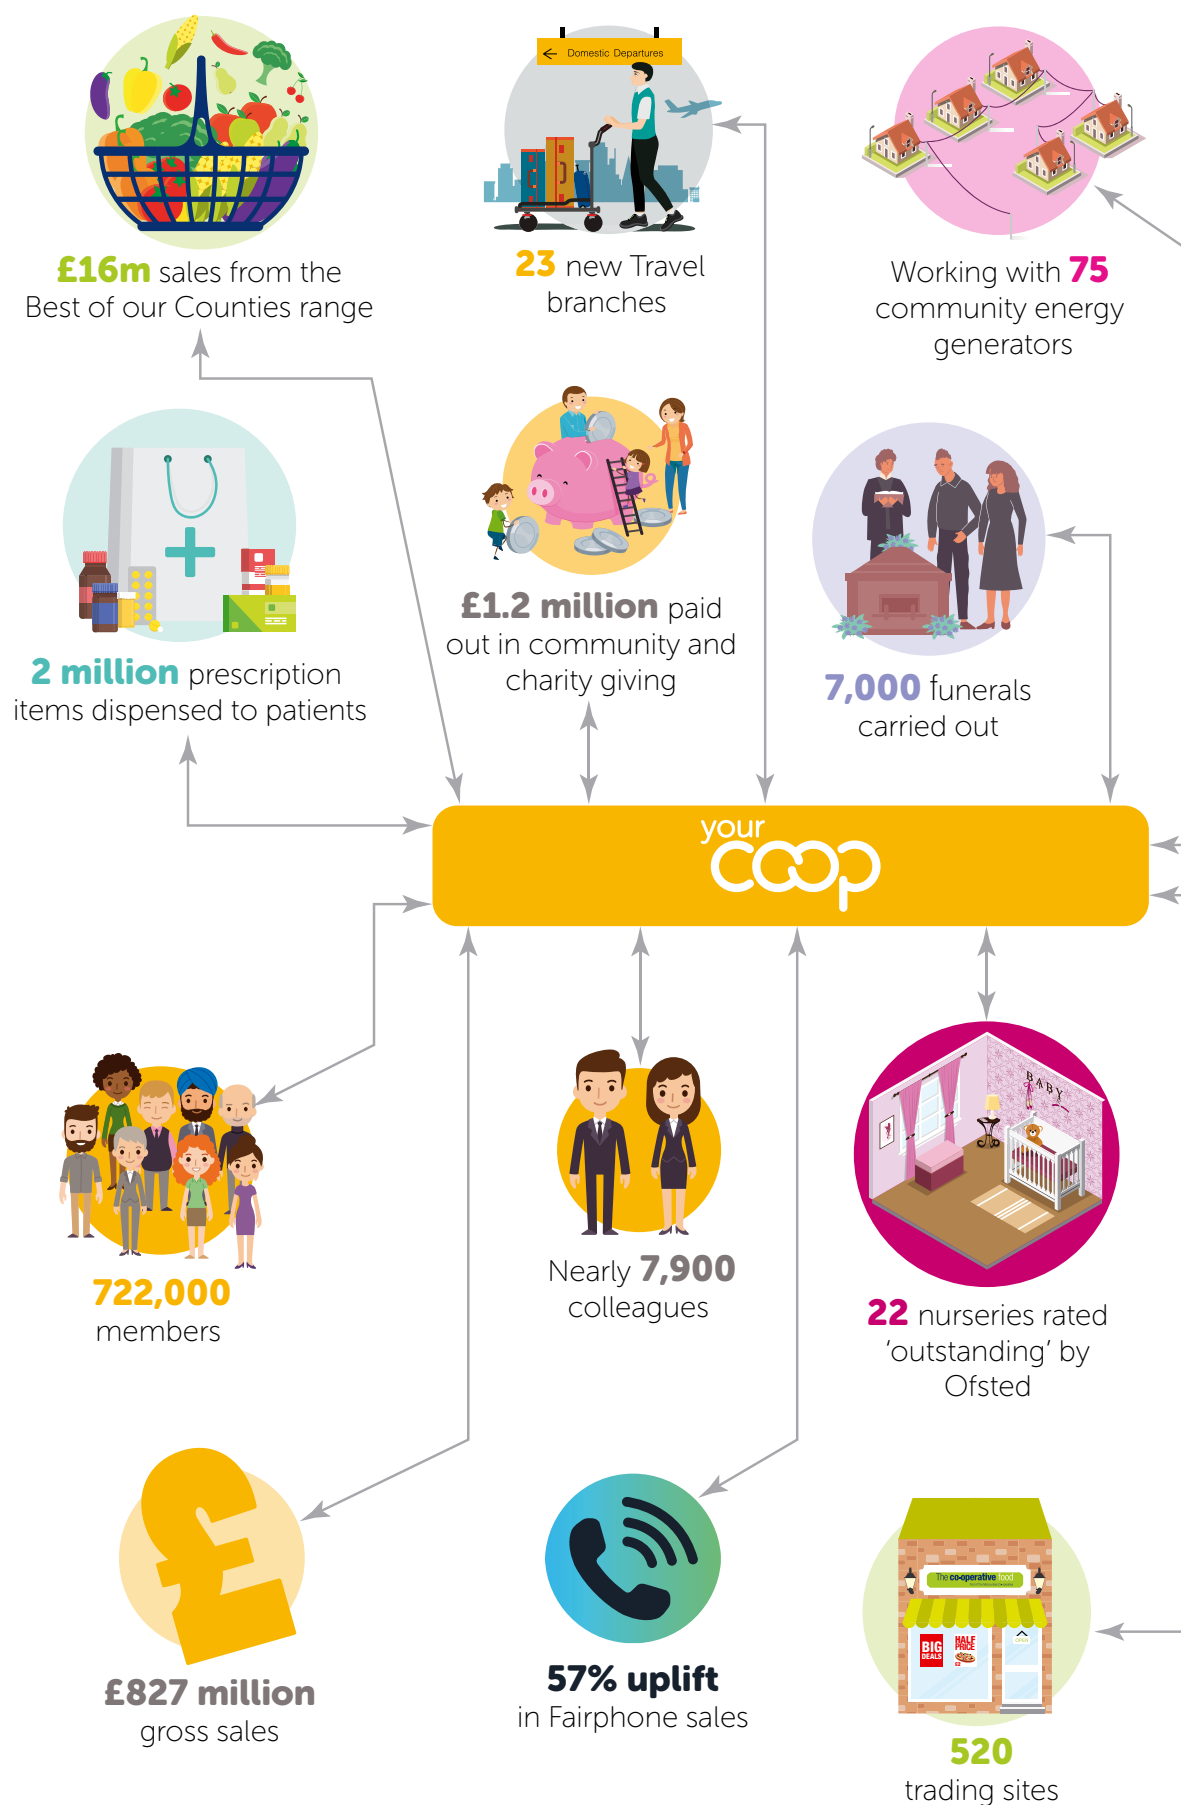 Domestic Departures
£16m sales from the
Best of our Counties range
23 new Travel
branches
Working with 75
community energy
generators
2 million prescription
items dispensed to patients
£1.2 million paid
out in community and
charity giving
7,000 funerals
carried out
your
coop
722,000
members
Nearly 7,900
colleagues
BABY
22 nurseries rated
'outstanding' by
Ofsted
£827 million
gross sales
57% uplift
in Fairphone sales
The co-operative food
BIG
DEALS
HALF
PRICE
OPEN
520
trading sites